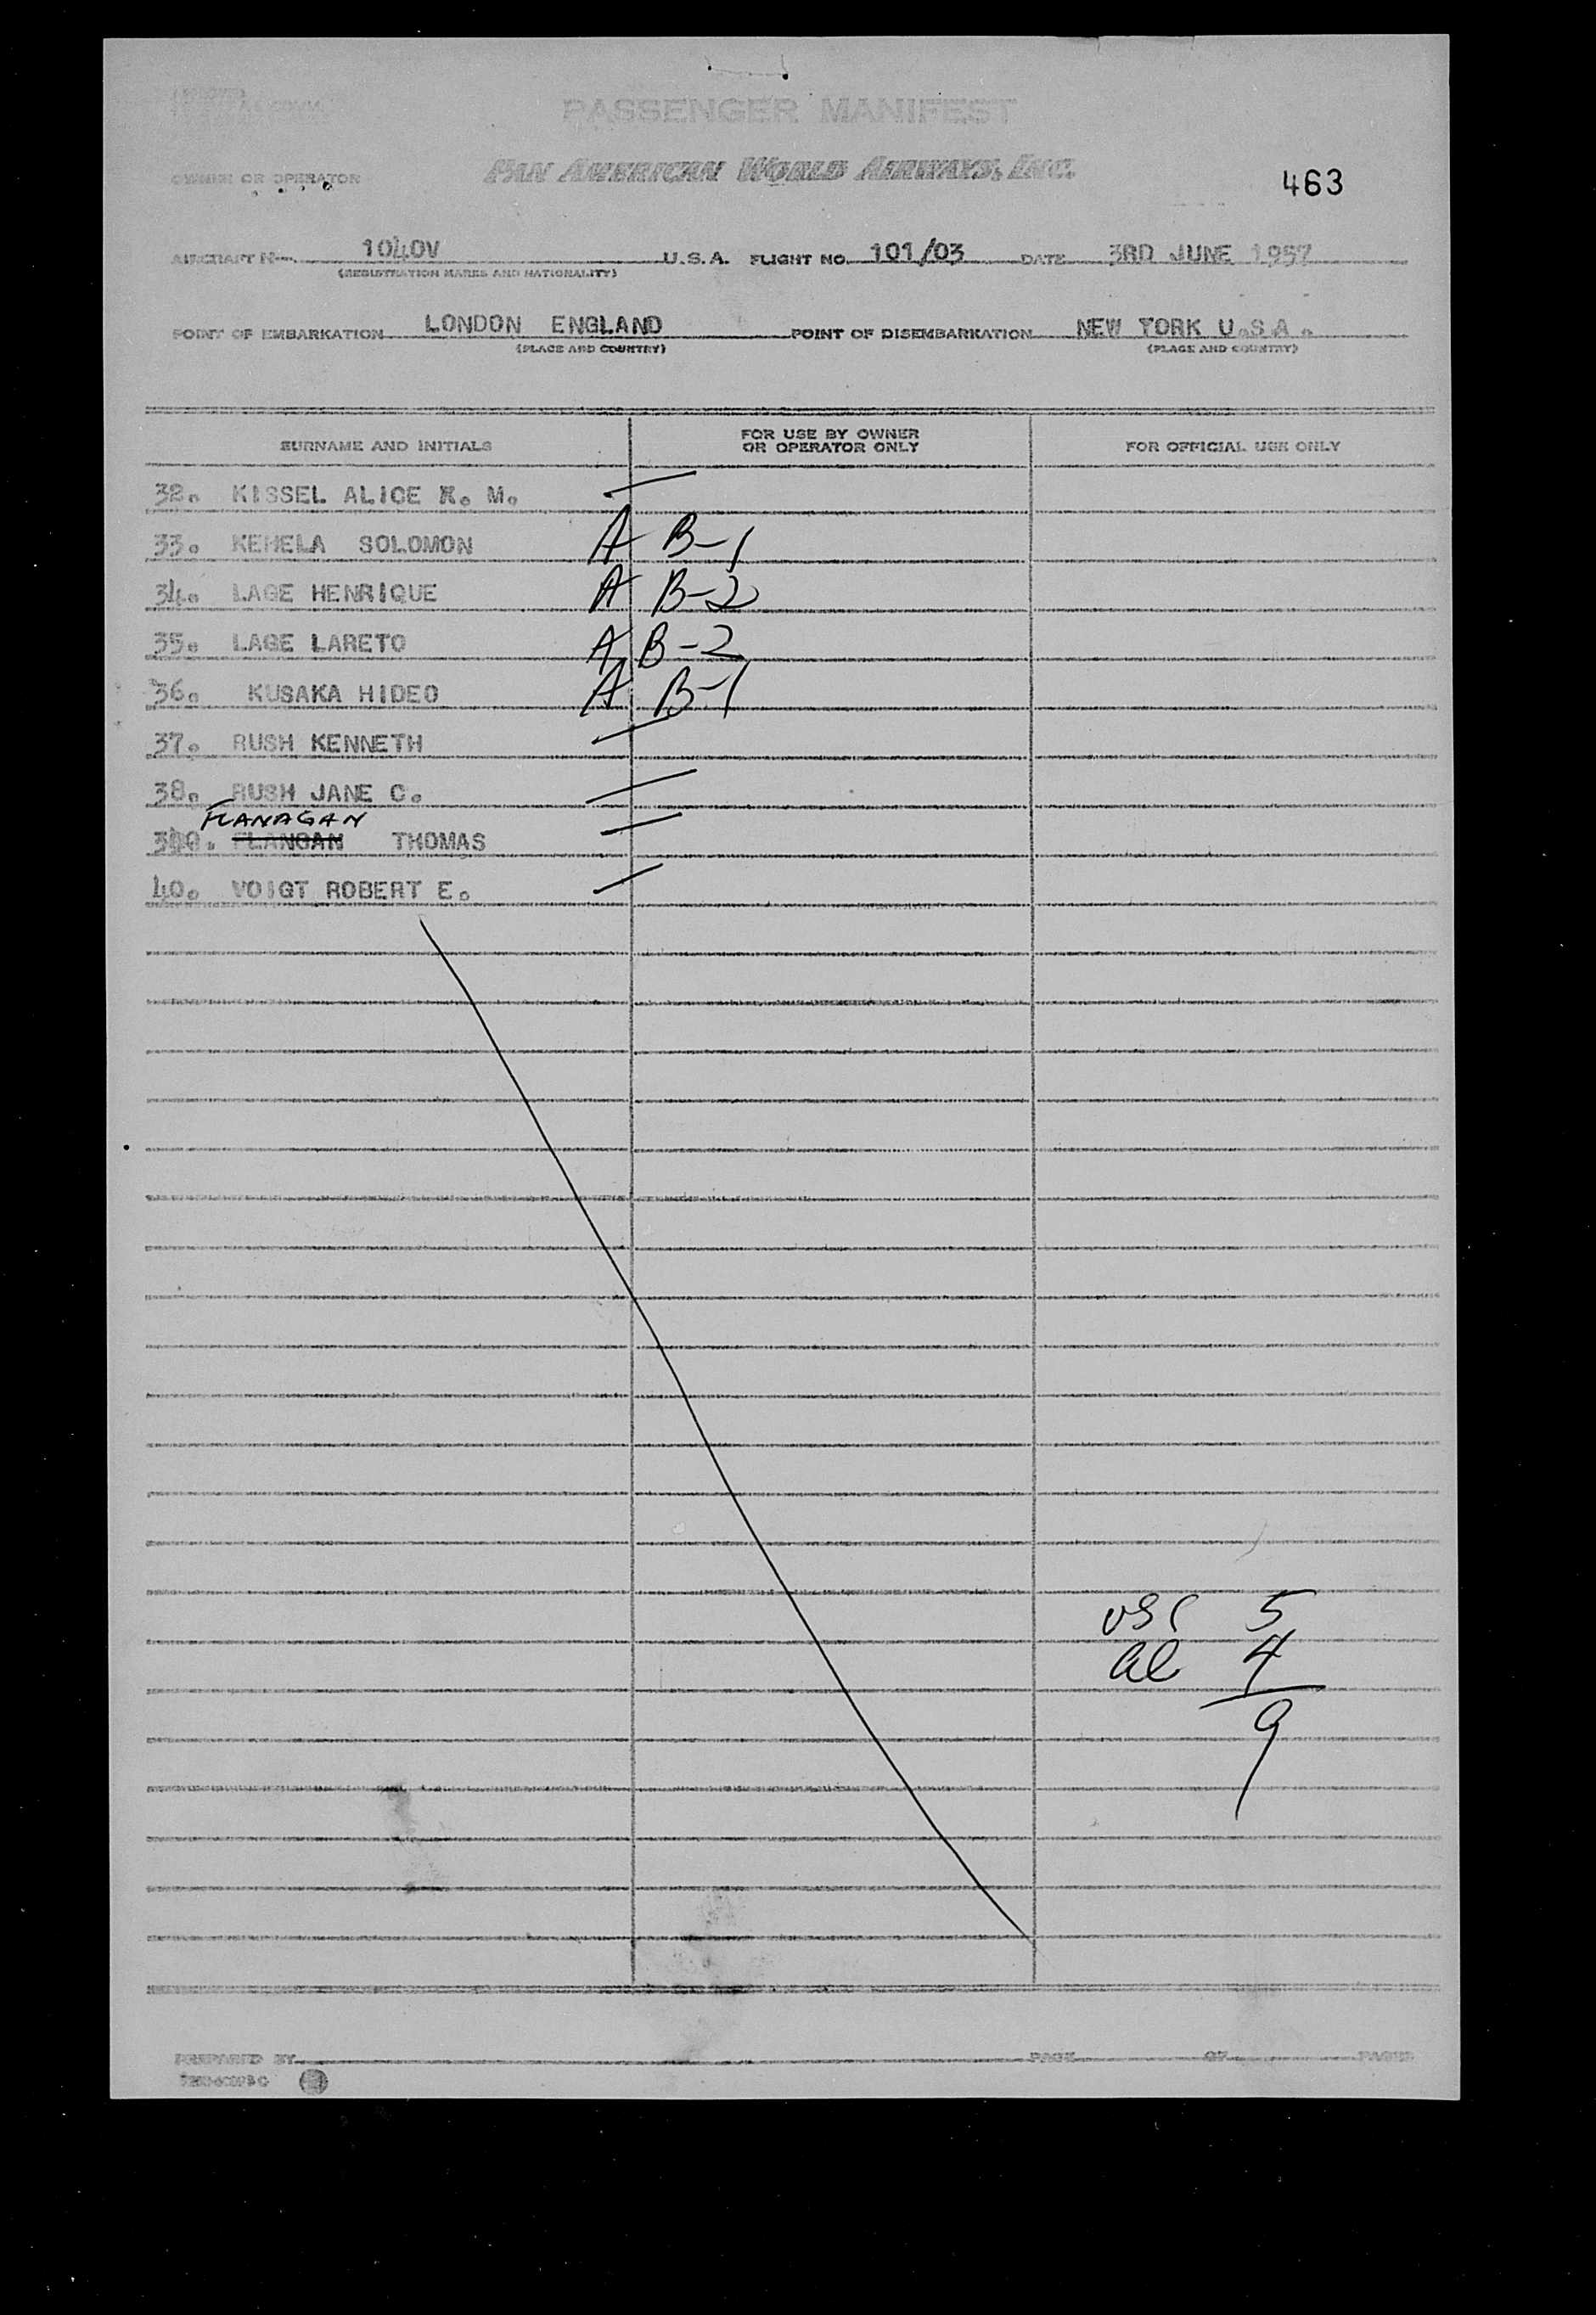 PASSENGER MANIFEST
OWNER OR OPERATOR PAN AMERICAN WORLD AIRWAYS, INC.
463
AIRCRAFT 1040V U.S.A. FLIGHT NO. 101/03 DATE 3RD JUNE 1957
(REGISTRATION MARKS AND NATIONALITY)
POINT OF EMBARKATION LONDON ENGLAND POINT OF DISEMBARKATION NEW YORK U.S.A.
(PLACE AND COUNTRY) (PLACE AND COUNTRY)
SURNAME AND INITIALS FOR USE BY OWNER OR OPERATOR ONLY FOR OFFICIAL USE ONLY
32. KISSEL ALICE M.
33. KEHELA SOLOMON A B-1
34. LAGE HENRIQUE A B-2
35. LAGE LARETO A B-2
36. KUSAKA HIDEO A B-1
37. RUSH KENNETH
38. RUSH JANE C.
FLANAGAN
39. FLANGAN THOMAS
40. VOIGT ROBERT E.
USC 5
al 4
9
PREPARED BY PAGE OF PAGES